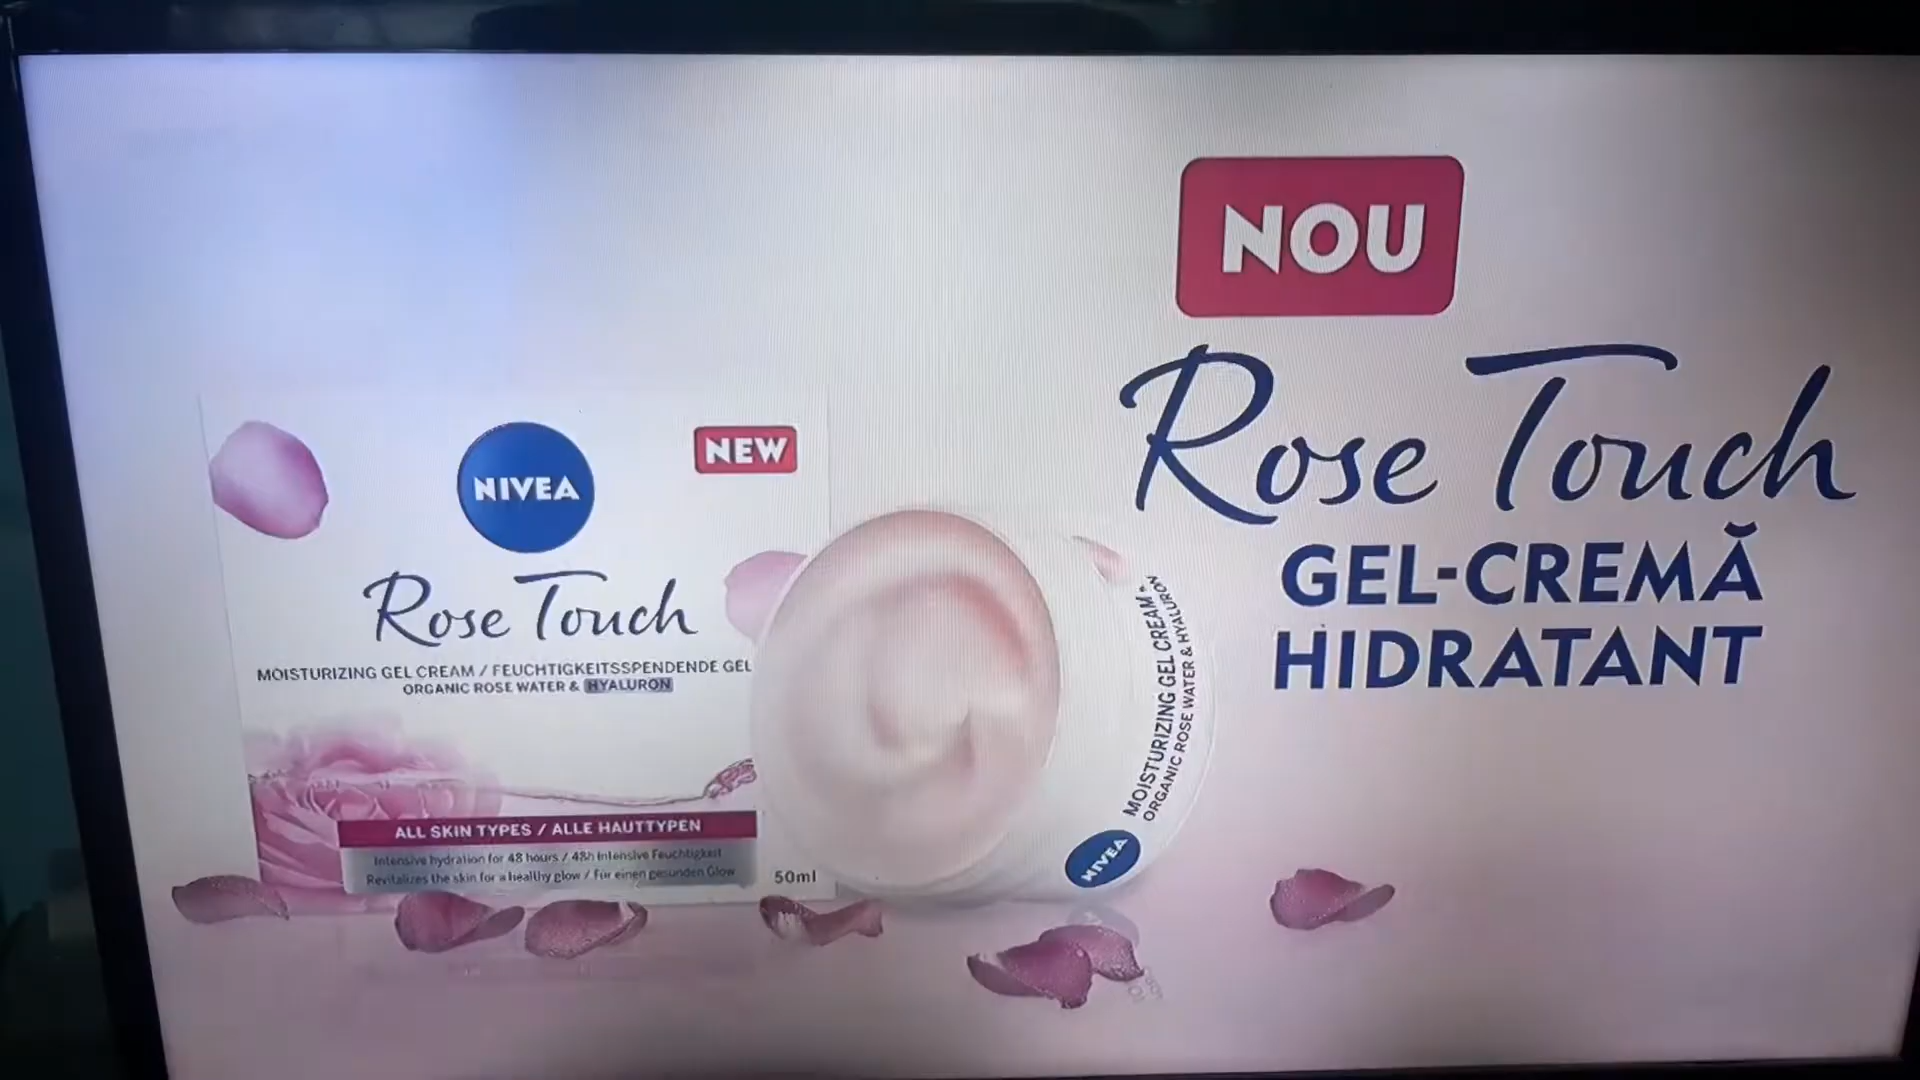 NOU
Rose Touch
GEL-CREMĂ
HIDRATANT
NIVEA
NEW
Rose Touch
MOISTURIZING GEL CREAM / FEUCHTIGKEITSSPENDENDE GEL
ORGANIC ROSE WATER & HYALURON
ALL SKIN TYPES / ALLE HAUTTYPEN
Intensive hydration for 48 hours / 48h Intensive Feuchtigkeit
Revitalizes the skin for a healthy glow / Für einen gesunden Glow
50ml
MOISTURIZING GEL CREAM
ORGANIC ROSE WATER & HYALURON
NIVEA